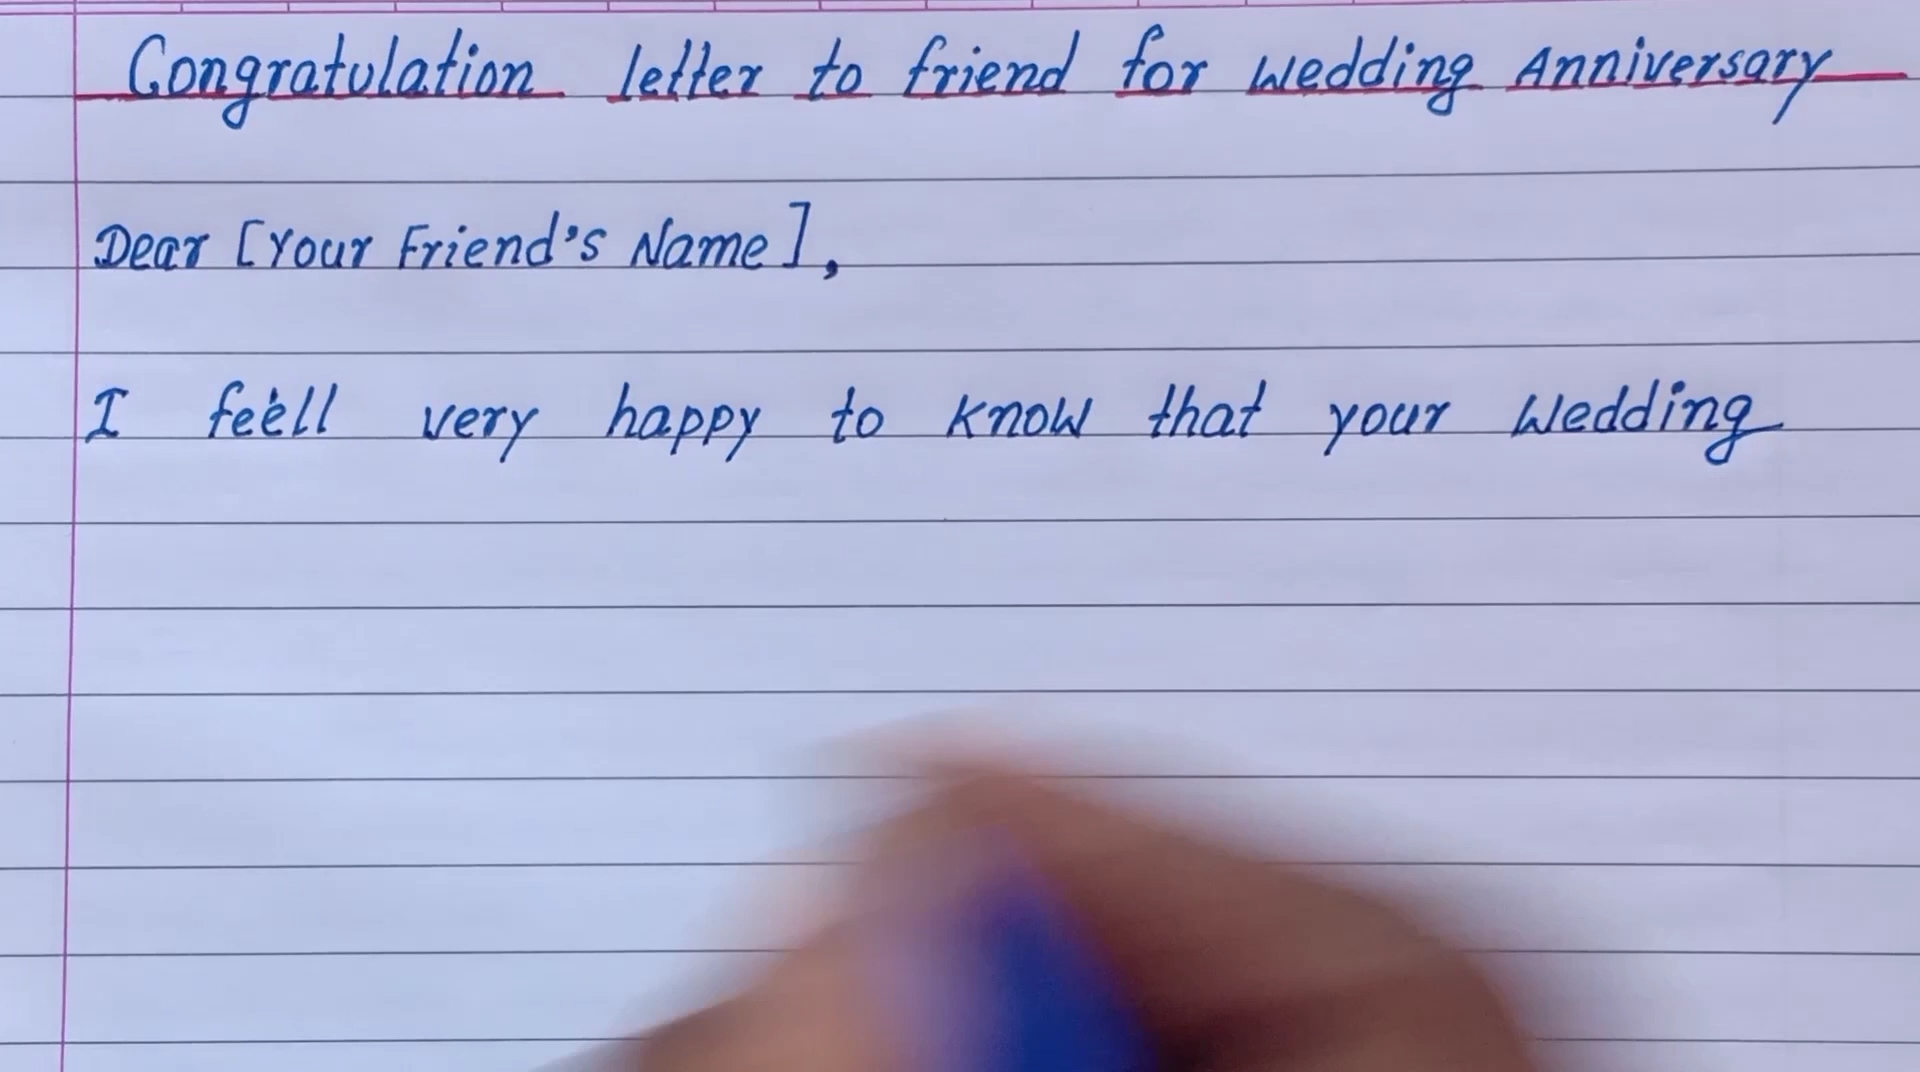 Congratulation letter to friend for wedding Anniversary
Dear [Your Friend's Name],
I feell very happy to know that your wedding